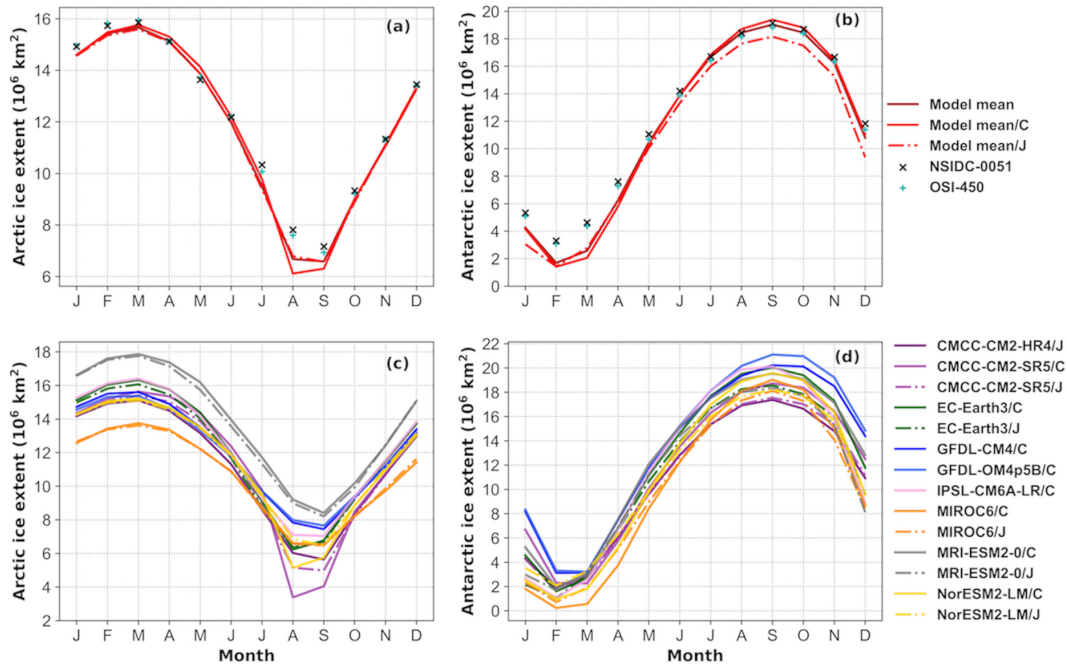 (a)
Arctic ice extent (10⁶ km²)
16
14
12
10
8
6
J F M A M J J A S O N D
(b)
Antarctic ice extent (10⁶ km²)
20
18
16
14
12
10
8
6
4
2
0
J F M A M J J A S O N D
Model mean
Model mean/C
Model mean/J
NSIDC-0051
OSI-450
(c)
Arctic ice extent (10⁶ km²)
18
16
14
12
10
8
6
4
2
J F M A M J J A S O N D
Month
(d)
Antarctic ice extent (10⁶ km²)
22
20
18
16
14
12
10
8
6
4
2
0
J F M A M J J A S O N D
Month
CMCC-CM2-HR4/J
CMCC-CM2-SR5/C
CMCC-CM2-SR5/J
EC-Earth3/C
EC-Earth3/J
GFDL-CM4/C
GFDL-OM4p5B/C
IPSL-CM6A-LR/C
MIROC6/C
MIROC6/J
MRI-ESM2-0/C
MRI-ESM2-0/J
NorESM2-LM/C
NorESM2-LM/J